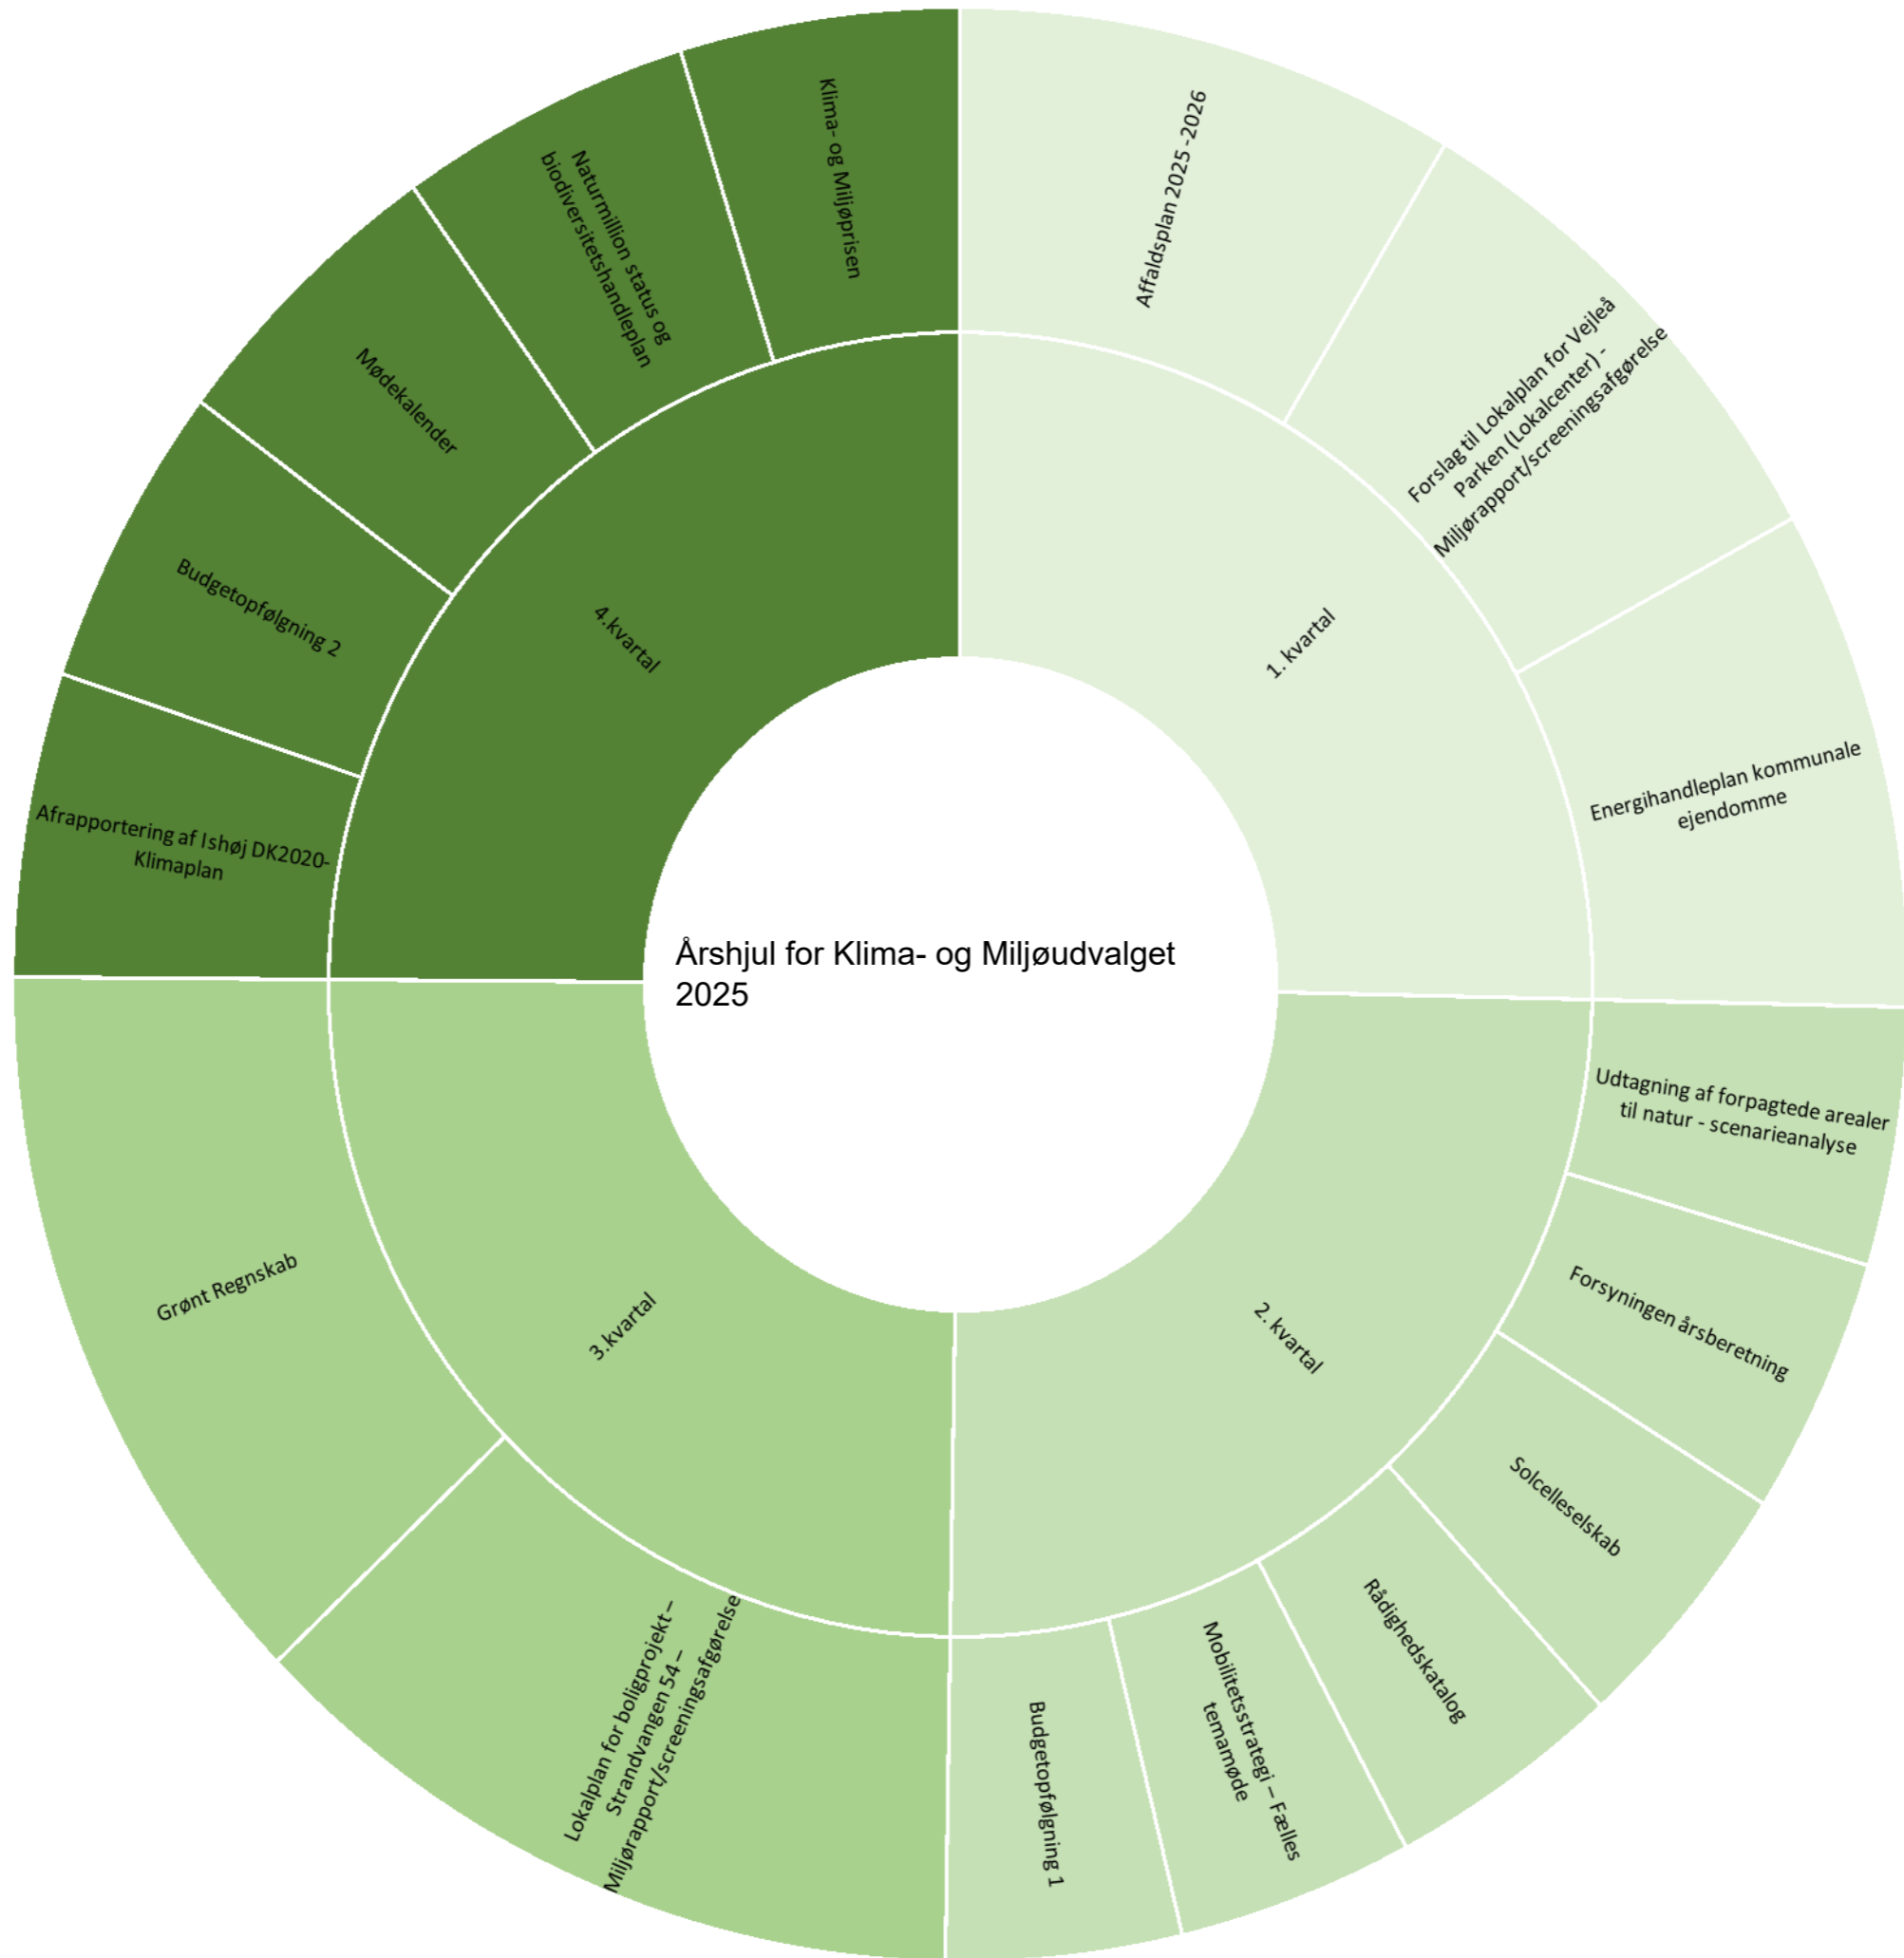 Årshjul for Klima- og Miljøudvalget
2025
1. kvartal
Affaldsplan 2025 -2026
Forslag til Lokalplan for Vejleå
Parken (Lokalcenter) -
Miljørapport/screeningsafgørelse
Energihandleplan kommunale
ejendomme
2. kvartal
Udtagning af forpagtede arealer
til natur - scenarieanalyse
Forsyningen årsberetning
Solcelleselskab
Rådighedskatalog
Mobilitetsstrategi – Fælles
temamøde
Budgetopfølgning 1
3.kvartal
Lokalplan for boligprojekt –
Strandvangen 54 –
Miljørapport/screeningsafgørelse
Grønt Regnskab
4.kvartal
Afrapportering af Ishøj DK2020-
Klimaplan
Budgetopfølgning 2
Mødekalender
Naturmillion status og
biodiversitetshandleplan
Klima- og Miljøprisen